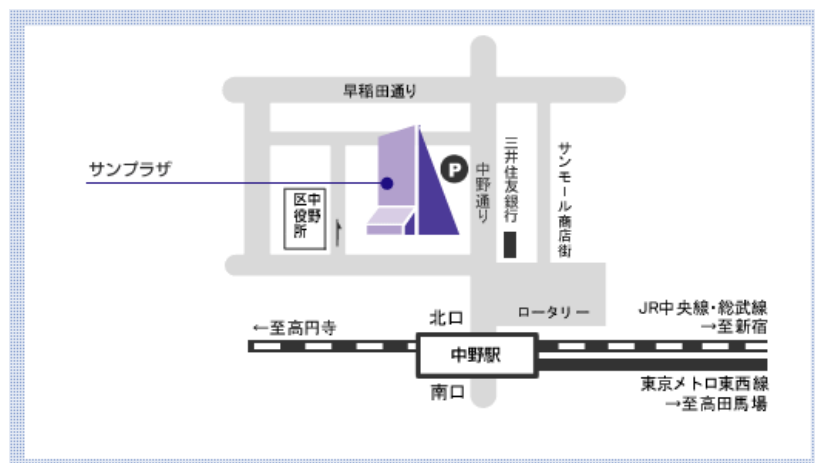 早稲田通り
サンプラザ
P
中野通り
三井住友銀行
サンモール商店街
中野
区役所
ロータリー
北口
JR中央線・総武線
→至新宿
←至高円寺
中野駅
南口
東京メトロ東西線
→至高田馬場